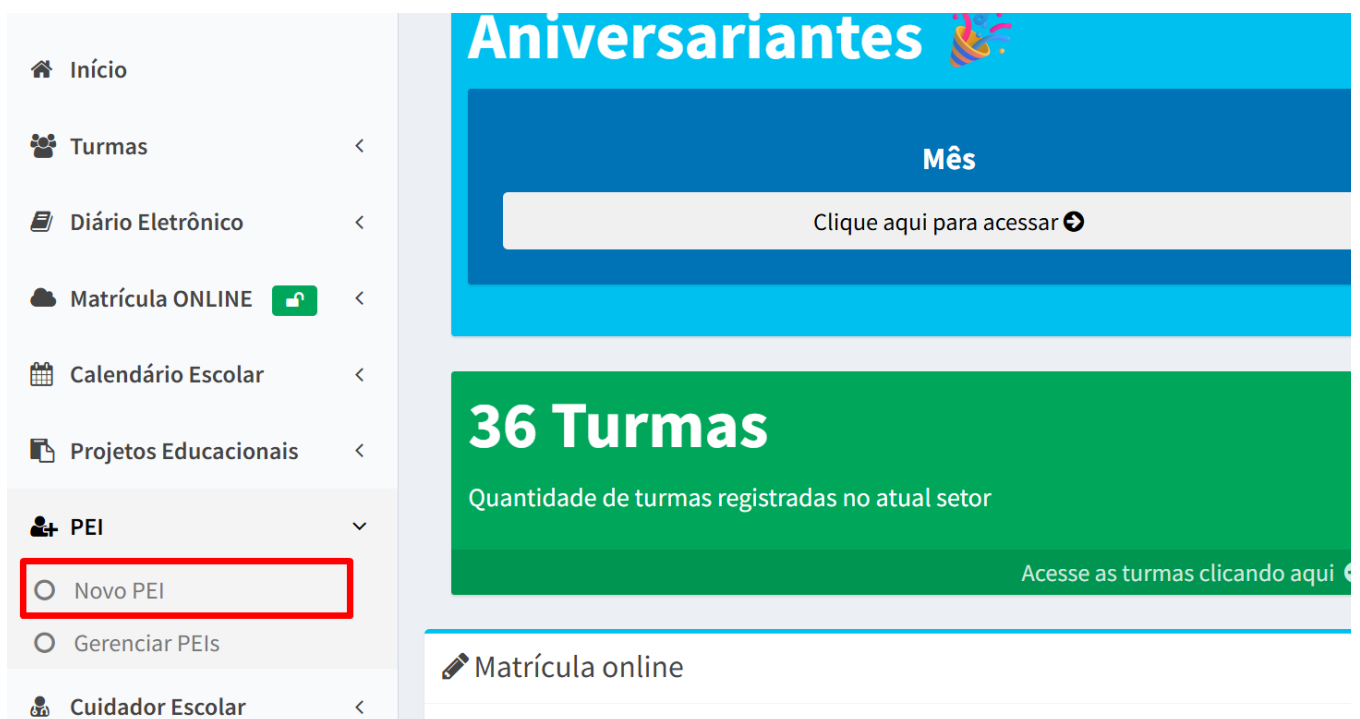 Início
Turmas
Diário Eletrônico
Matrícula ONLINE
Calendário Escolar
Projetos Educacionais
PEI
Novo PEI
Gerenciar PEIs
Cuidador Escolar
Aniversariantes 🎉
Mês
Clique aqui para acessar
36 Turmas
Quantidade de turmas registradas no atual setor
Acesse as turmas clicando aqui
Matrícula online